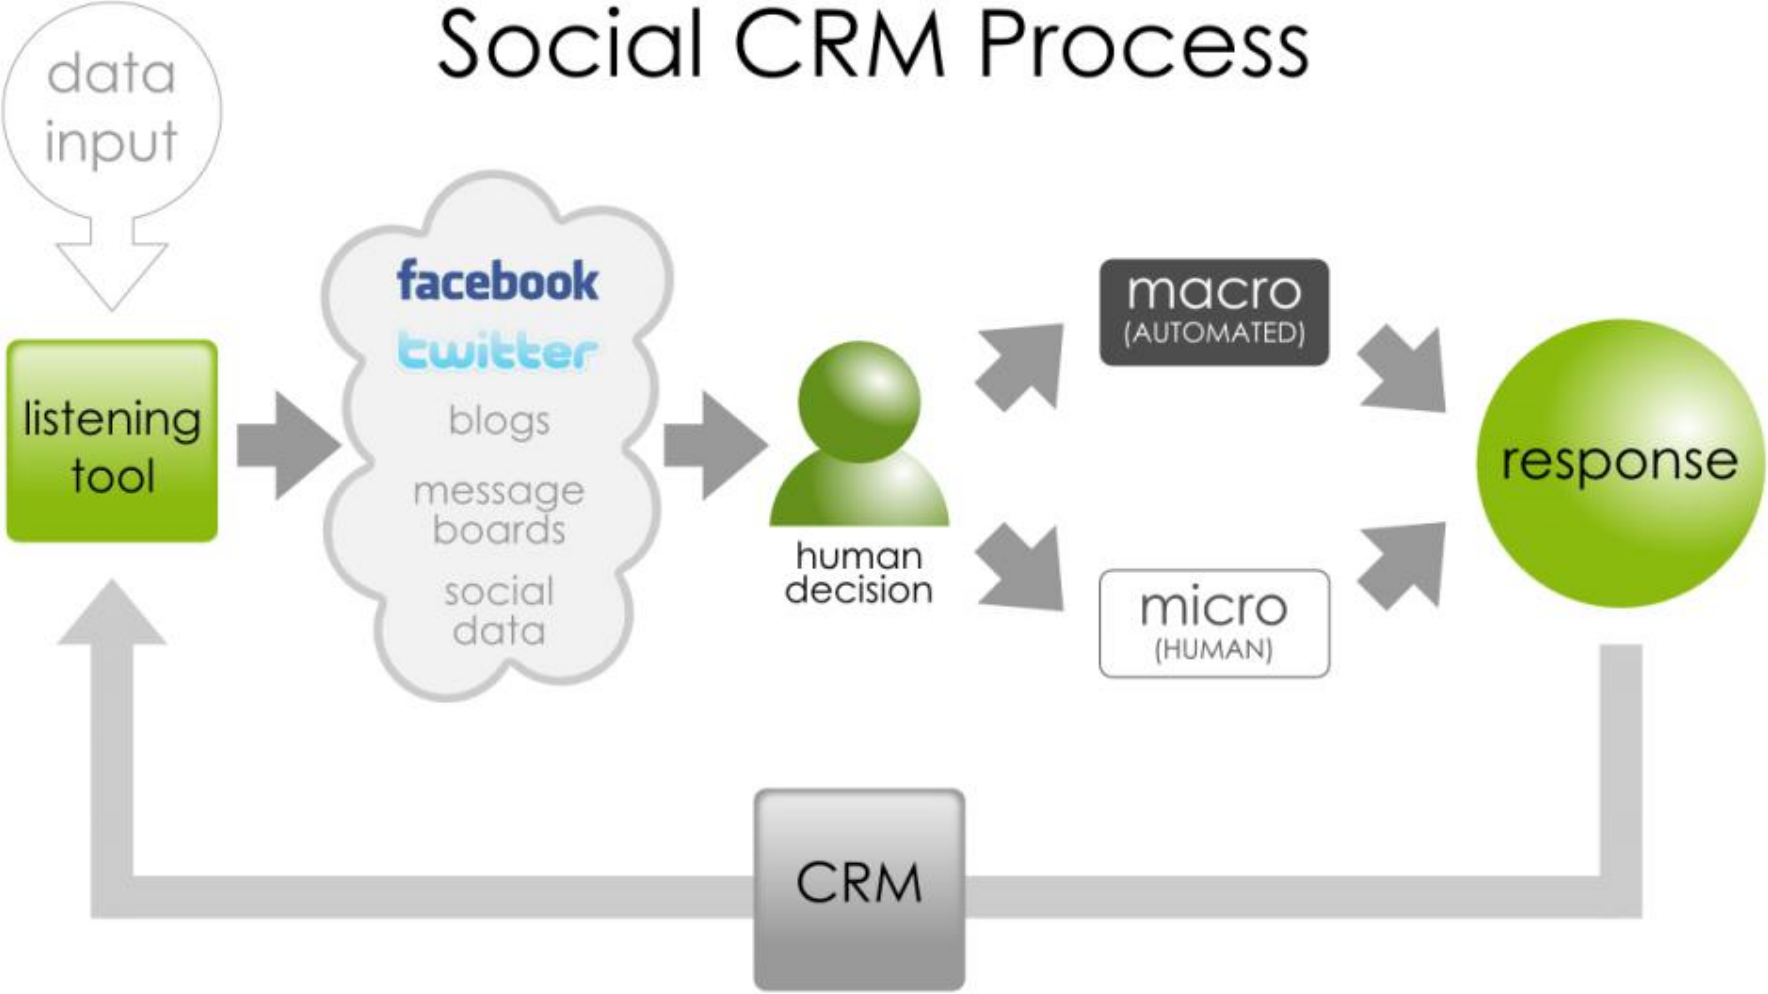 Social CRM Process
data
input
listening
tool
facebook
twitter
blogs
message
boards
social
data
human
decision
macro
(AUTOMATED)
micro
(HUMAN)
response
CRM